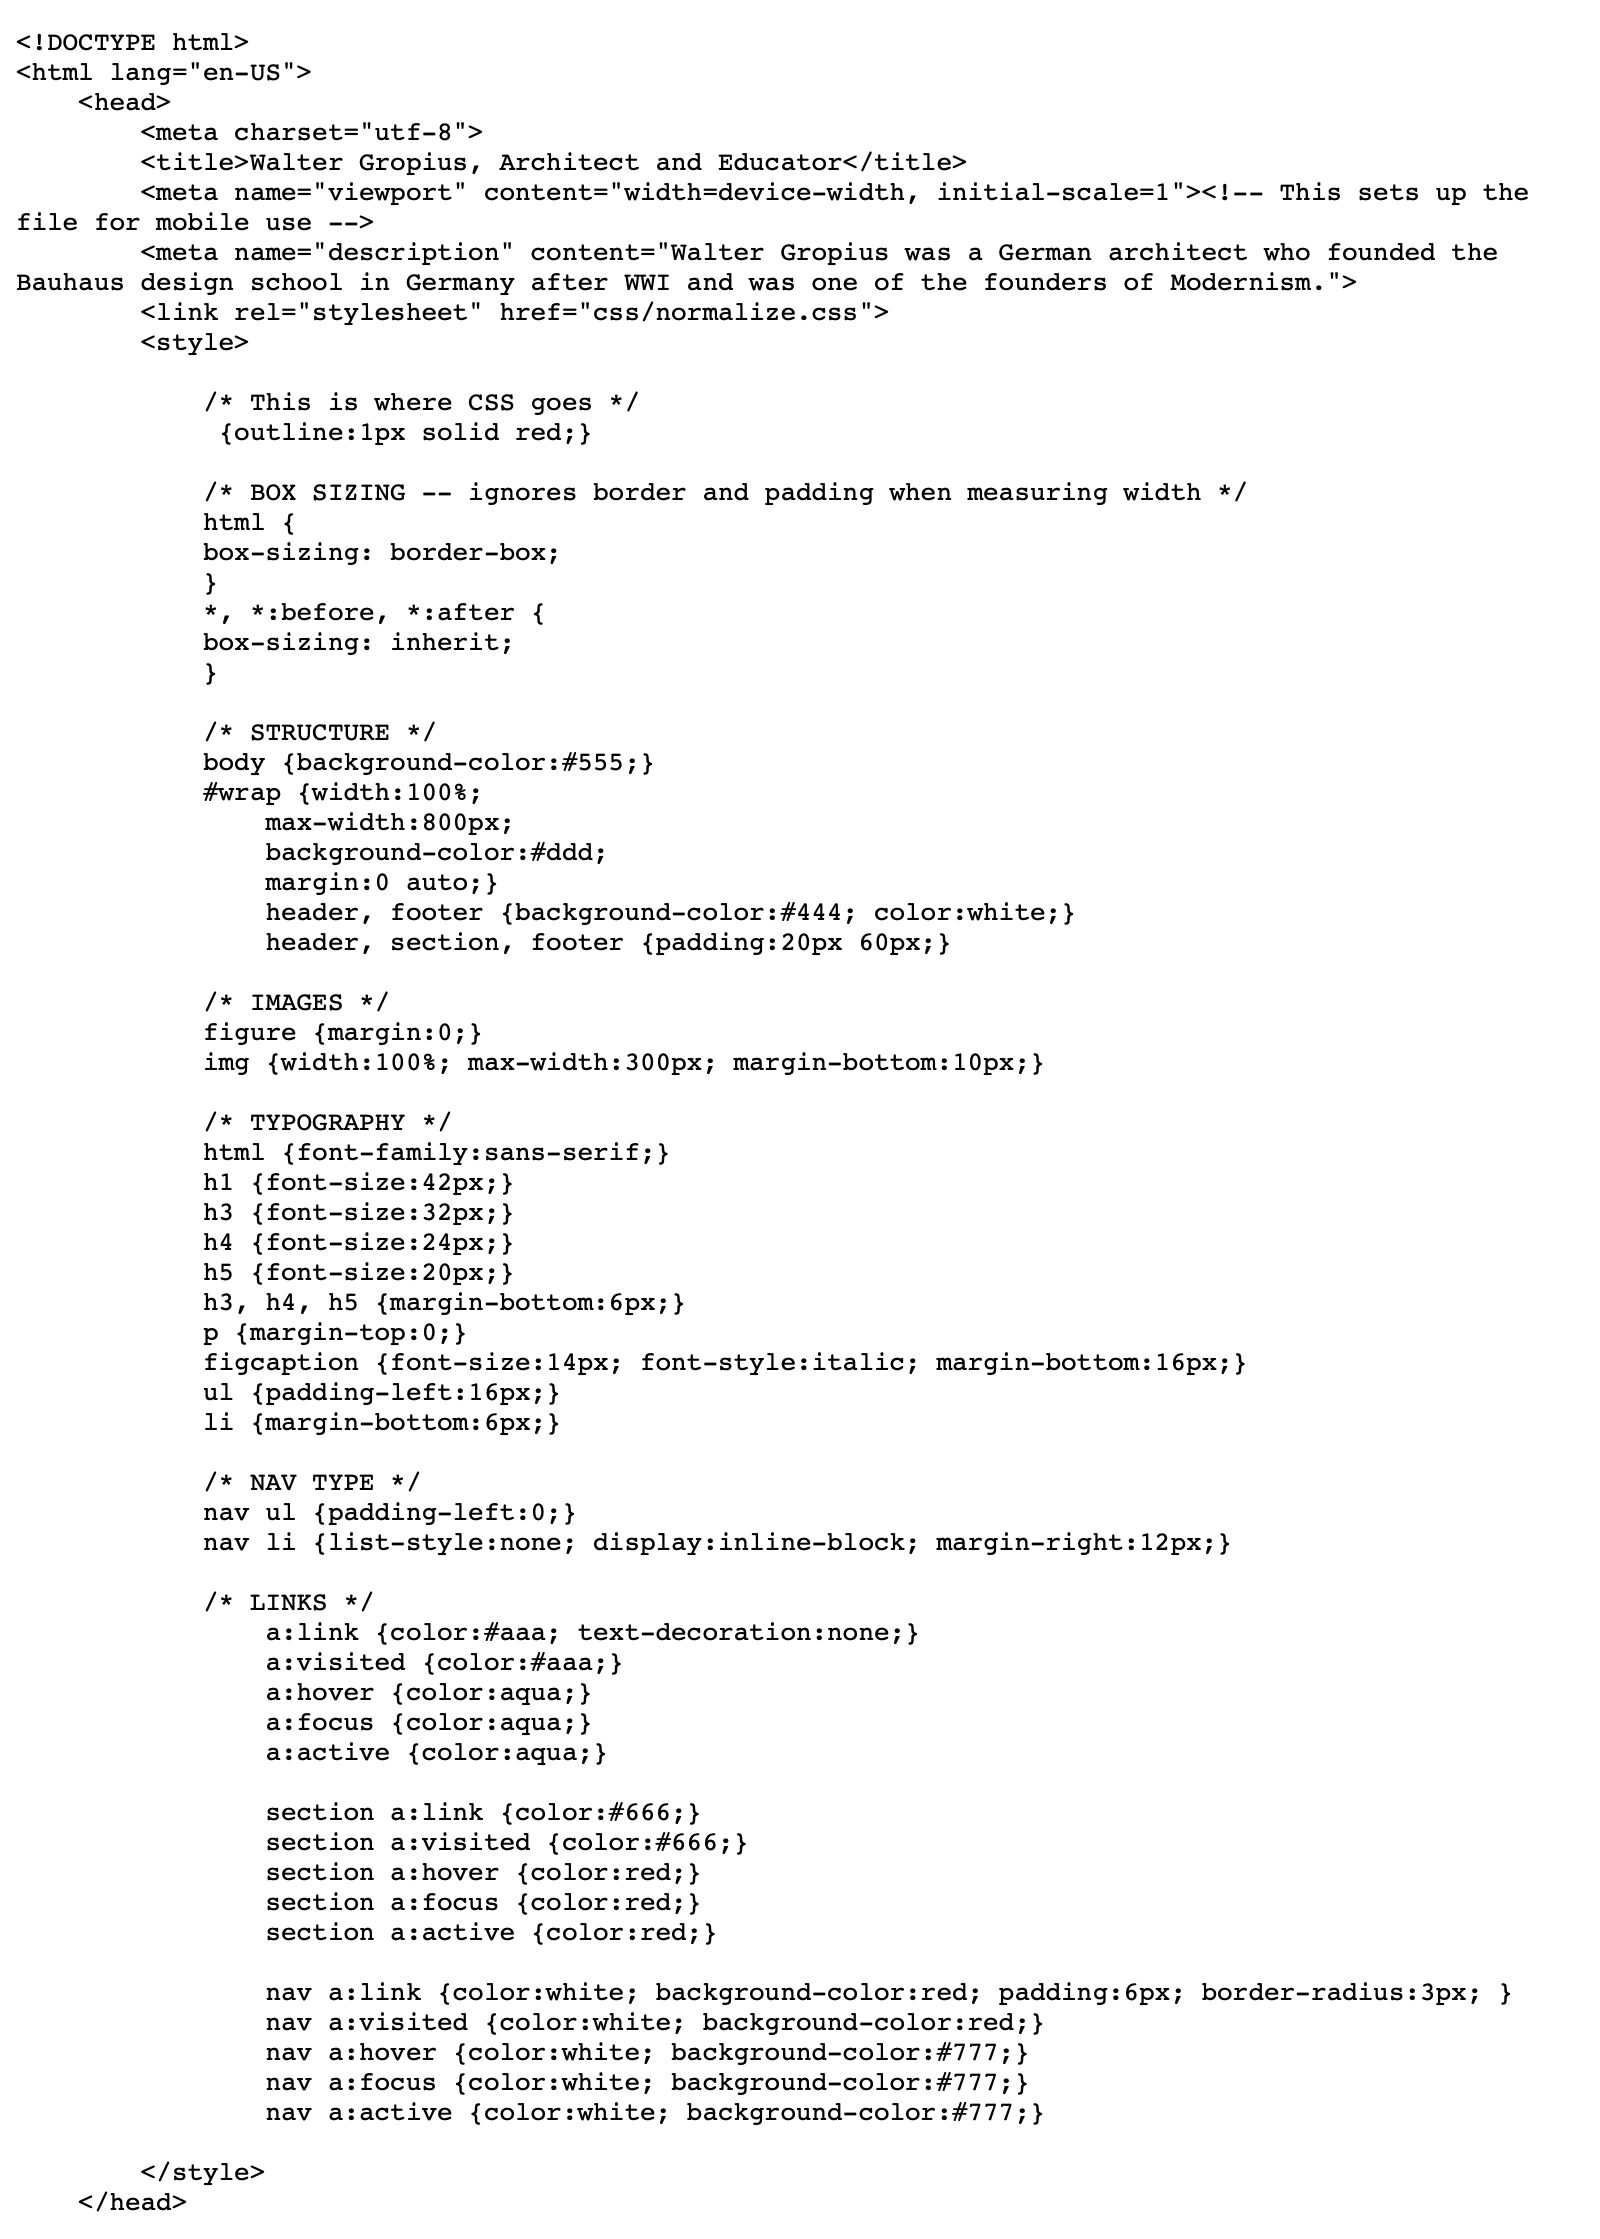 <!DOCTYPE html>
<html lang="en-US">
    <head>
        <meta charset="utf-8">
        <title>Walter Gropius, Architect and Educator</title>
        <meta name="viewport" content="width=device-width, initial-scale=1"><!-- This sets up the
file for mobile use -->
        <meta name="description" content="Walter Gropius was a German architect who founded the
Bauhaus design school in Germany after WWI and was one of the founders of Modernism.">
        <link rel="stylesheet" href="css/normalize.css">
        <style>

            /* This is where CSS goes */
             {outline:1px solid red;}

            /* BOX SIZING -- ignores border and padding when measuring width */
            html {
            box-sizing: border-box;
            }
            *, *:before, *:after {
            box-sizing: inherit;
            }

            /* STRUCTURE */
            body {background-color:#555;}
            #wrap {width:100%;
                max-width:800px;
                background-color:#ddd;
                margin:0 auto;}
                header, footer {background-color:#444; color:white;}
                header, section, footer {padding:20px 60px;}

            /* IMAGES */
            figure {margin:0;}
            img {width:100%; max-width:300px; margin-bottom:10px;}

            /* TYPOGRAPHY */
            html {font-family:sans-serif;}
            h1 {font-size:42px;}
            h3 {font-size:32px;}
            h4 {font-size:24px;}
            h5 {font-size:20px;}
            h3, h4, h5 {margin-bottom:6px;}
            p {margin-top:0;}
            figcaption {font-size:14px; font-style:italic; margin-bottom:16px;}
            ul {padding-left:16px;}
            li {margin-bottom:6px;}

            /* NAV TYPE */
            nav ul {padding-left:0;}
            nav li {list-style:none; display:inline-block; margin-right:12px;}

            /* LINKS */
                a:link {color:#aaa; text-decoration:none;}
                a:visited {color:#aaa;}
                a:hover {color:aqua;}
                a:focus {color:aqua;}
                a:active {color:aqua;}

                section a:link {color:#666;}
                section a:visited {color:#666;}
                section a:hover {color:red;}
                section a:focus {color:red;}
                section a:active {color:red;}

                nav a:link {color:white; background-color:red; padding:6px; border-radius:3px; }
                nav a:visited {color:white; background-color:red;}
                nav a:hover {color:white; background-color:#777;}
                nav a:focus {color:white; background-color:#777;}
                nav a:active {color:white; background-color:#777;}

        </style>
    </head>